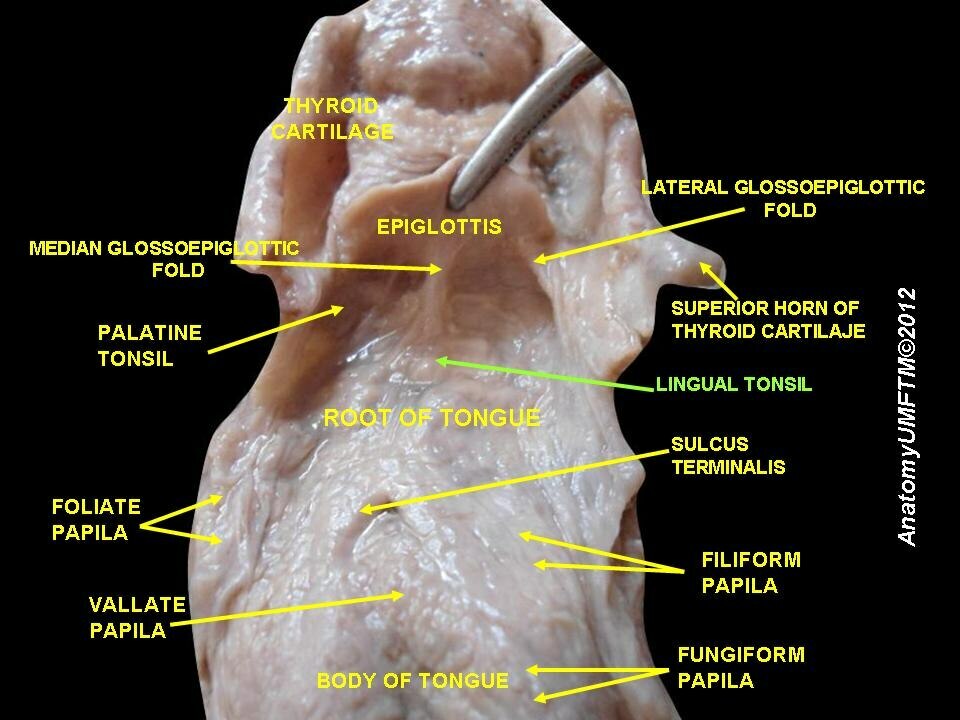 THYROID
CARTILAGE
LATERAL GLOSSOEPIGLOTTIC
FOLD
EPIGLOTTIS
MEDIAN GLOSSOEPIGLOTTIC
FOLD
SUPERIOR HORN OF
THYROID CARTILAJE
PALATINE
TONSIL
LINGUAL TONSIL
ROOT OF TONGUE
SULCUS
TERMINALIS
FOLIATE
PAPILA
FILIFORM
PAPILA
VALLATE
PAPILA
FUNGIFORM
PAPILA
BODY OF TONGUE
AnatomyUMFTM©2012